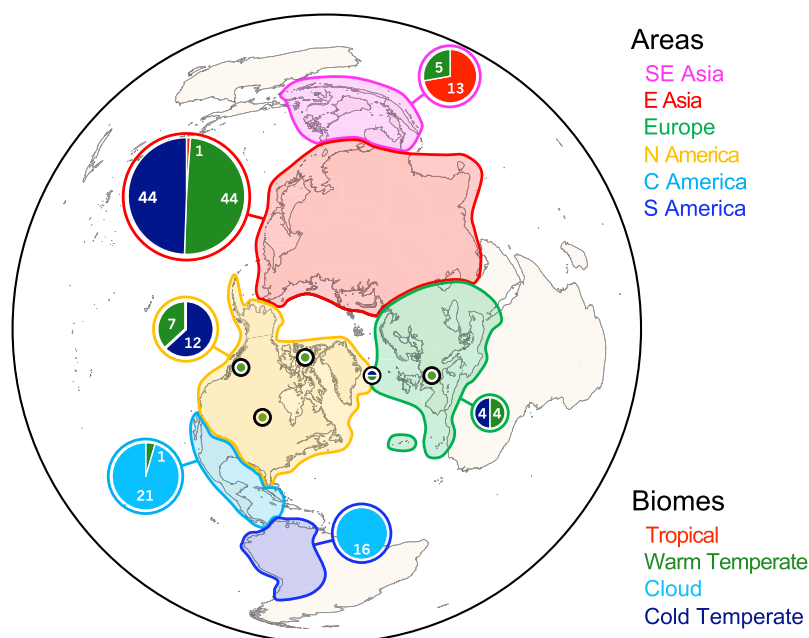 Areas
SE Asia
E Asia
Europe
N America
C America
S America
5
13
1
44
44
7
12
4 4
1
21
16
Biomes
Tropical
Warm Temperate
Cloud
Cold Temperate